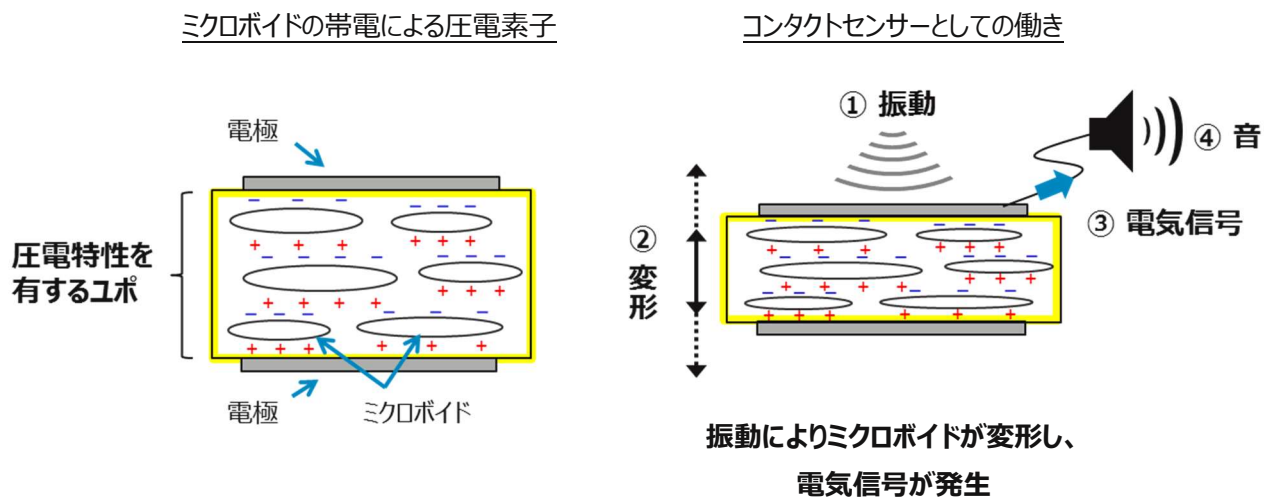 ミクロボイドの帯電による圧電素子
電極
圧電特性を
有するユポ
電極
ミクロボイド
コンタクトセンサーとしての働き
① 振動
④ 音
③ 電気信号
②
変
形
振動によりミクロボイドが変形し、
電気信号が発生